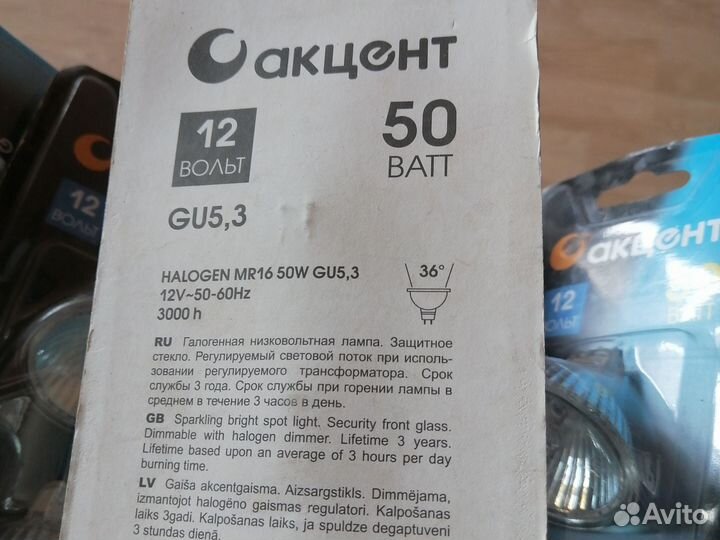 акцент
12
ВОЛЬТ
50
ВАТТ
GU5,3
HALOGEN MR16 50W GU5,3
12V~50-60Hz
3000 h
36°
RU Галогенная низковольтная лампа. Защитное
стекло. Регулируемый световой поток при исполь-
зовании регулируемого трансформатора. Срок
службы 3 года. Срок службы при горении лампы в
среднем в течение 3 часов в день.
GB Sparkling bright spot light. Security front glass.
Dimmable with halogen dimmer. Lifetime 3 years.
Lifetime based upon an average of 3 hours per day
burning time.
LV Gaiša akcentgaisma. Aizsargstikls. Dimmējama,
izmantojot halogēno gaismas regulatori. Kalpošanas
laiks 3gadi. Kalpošanas laiks, ja spuldze degaptuveni
3 stundas dienā.
12
ВОЛЬТ
акцент
12
ВОЛЬТ
ВАТТ
Avito